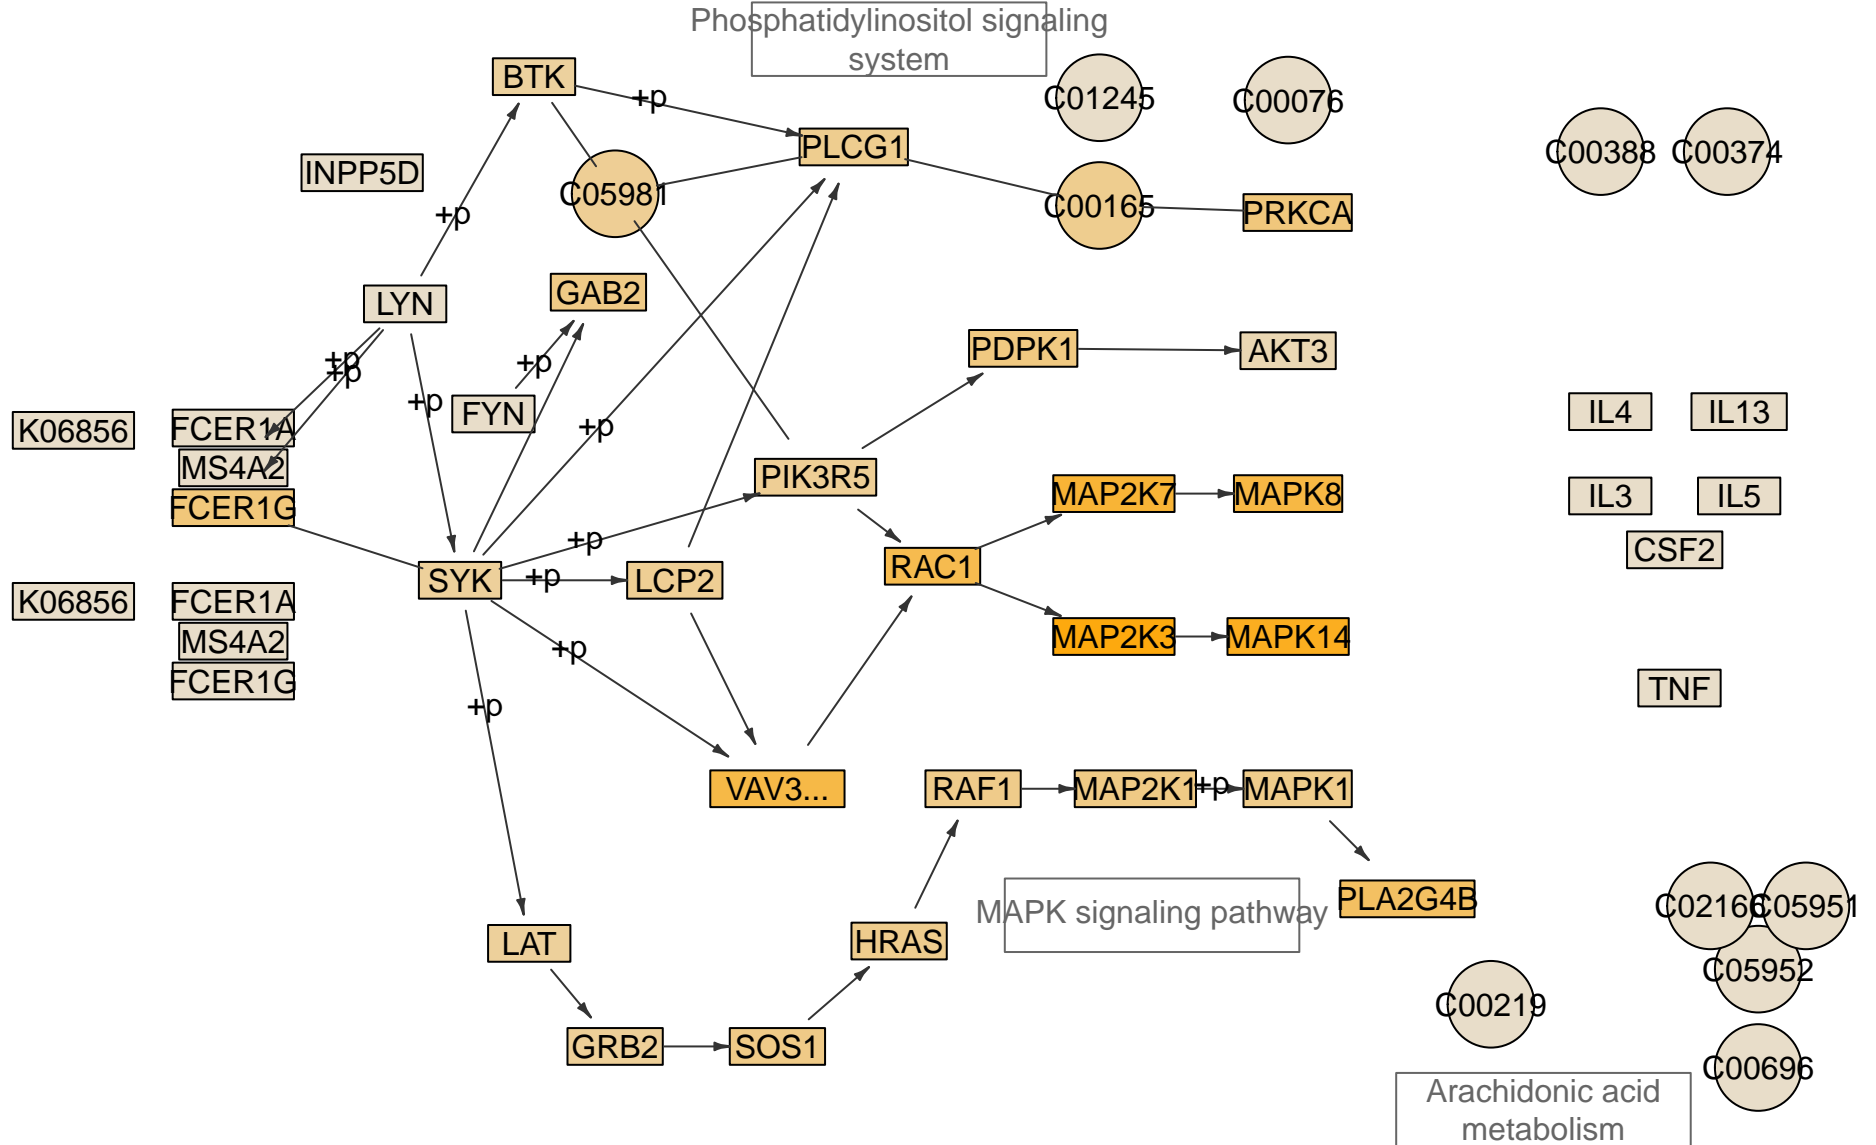 Phosphatidylinositol signaling
system
BTK
+p
C01245
C00076
PLCG1
C00388
C00374
INPP5D
C05981
C00165
PRKCA
+p
LYN
GAB2
PDPK1
AKT3
+p
+p
+p
+p
FYN
+p
IL4
IL13
K06856
FCER1A
MS4A2
FCER1G
PIK3R5
MAP2K7
MAPK8
IL3
IL5
+p
CSF2
SYK
+p
LCP2
RAC1
K06856
FCER1A
MS4A2
FCER1G
+p
MAP2K3
MAPK14
TNF
+p
VAV3...
RAF1
MAP2K1
+p
MAPK1
MAPK signaling pathway
PLA2G4B
C02166
C05951
LAT
HRAS
C05952
C00219
GRB2
SOS1
C00696
Arachidonic acid
metabolism